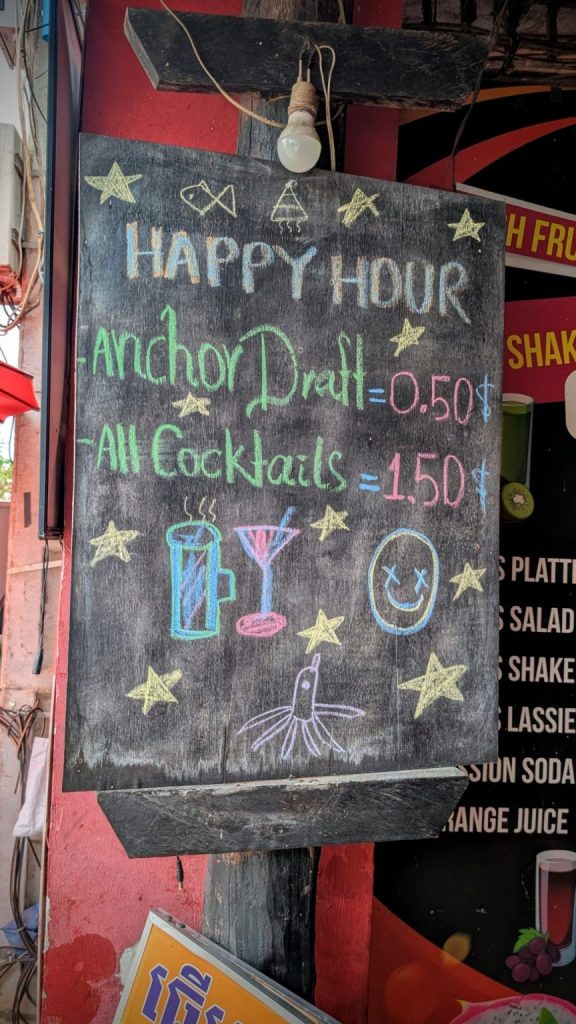 HAPPY HOUR
-Anchor Draft = 0.50 $
-All Cocktails = 1.50 $
SHAK
PLATT
SALAD
SHAKE
LASSIE
SION SODA
RANGE JUICE